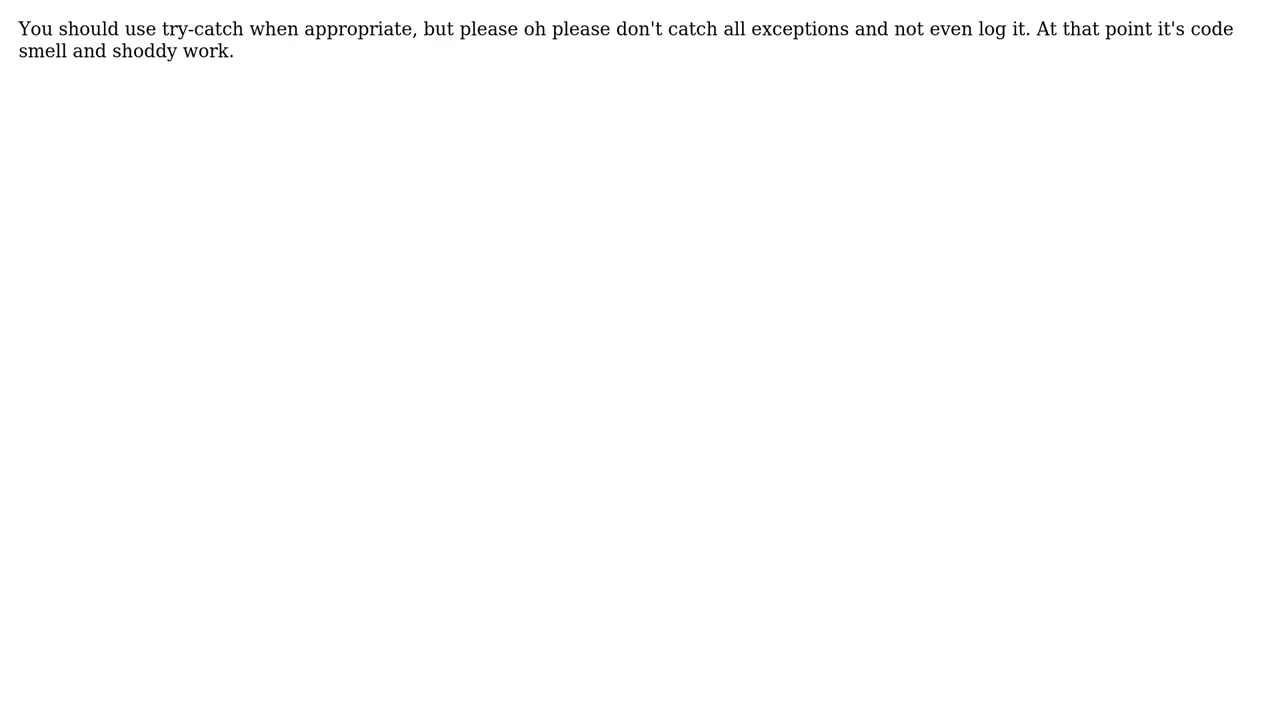 You should use try-catch when appropriate, but please oh please don't catch all exceptions and not even log it. At that point it's code
smell and shoddy work.